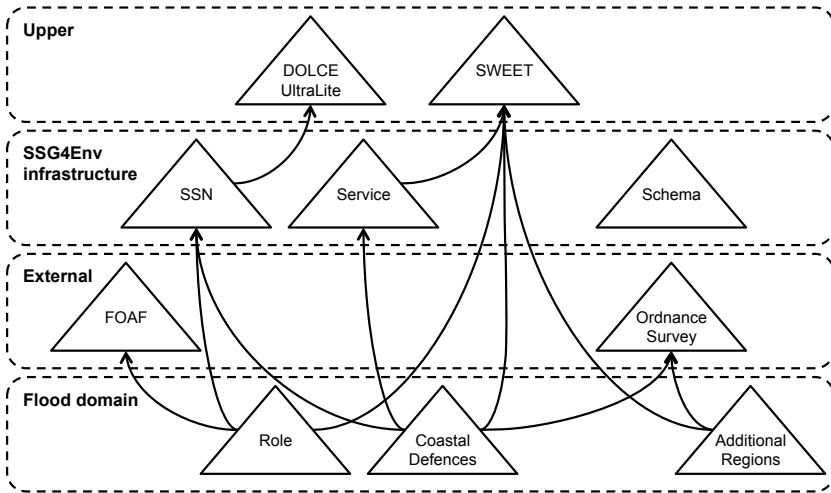 Upper
DOLCE
UltraLite
SWEET
SSG4Env
infrastructure
SSN
Service
Schema
External
FOAF
Ordnance
Survey
Flood domain
Role
Coastal
Defences
Additional
Regions